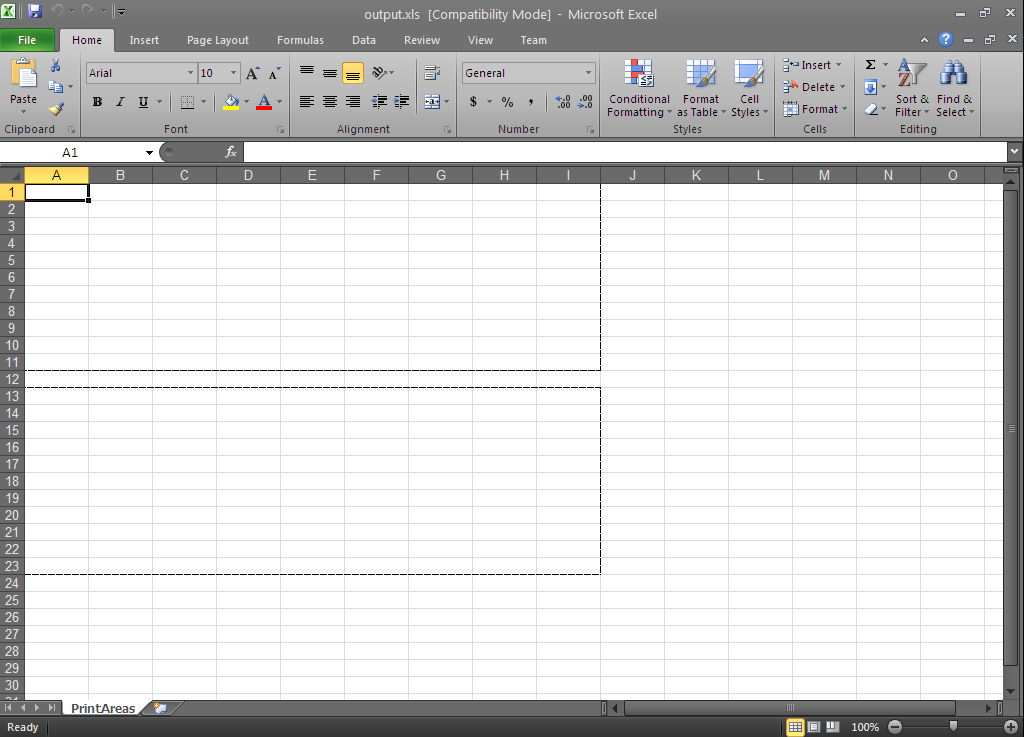 output.xls [Compatibility Mode] - Microsoft Excel
File Home Insert Page Layout Formulas Data Review View Team
Paste
Arial 10
General
Conditional Formatting
Format as Table
Cell Styles
Insert
Delete
Format
Sort & Filter
Find & Select
B I U $ % ,
Clipboard Font Alignment Number Styles Cells Editing
A1 fx
A B C D E F G H I J K L M N O
1
2
3
4
5
6
7
8
9
10
11
12
13
14
15
16
17
18
19
20
21
22
23
24
25
26
27
28
29
30
PrintAreas
Ready 100%